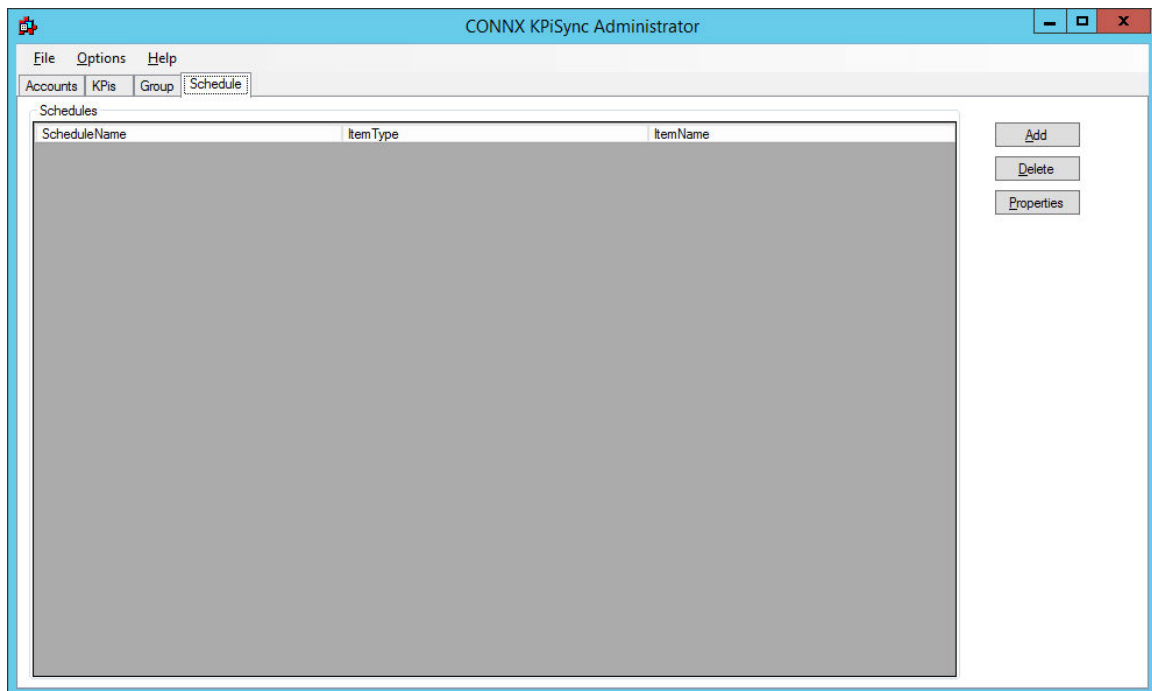 CONNX KPiSync Administrator
File Options Help
Accounts KPis Group Schedule
Schedules
ScheduleName ItemType ItemName
Add
Delete
Properties